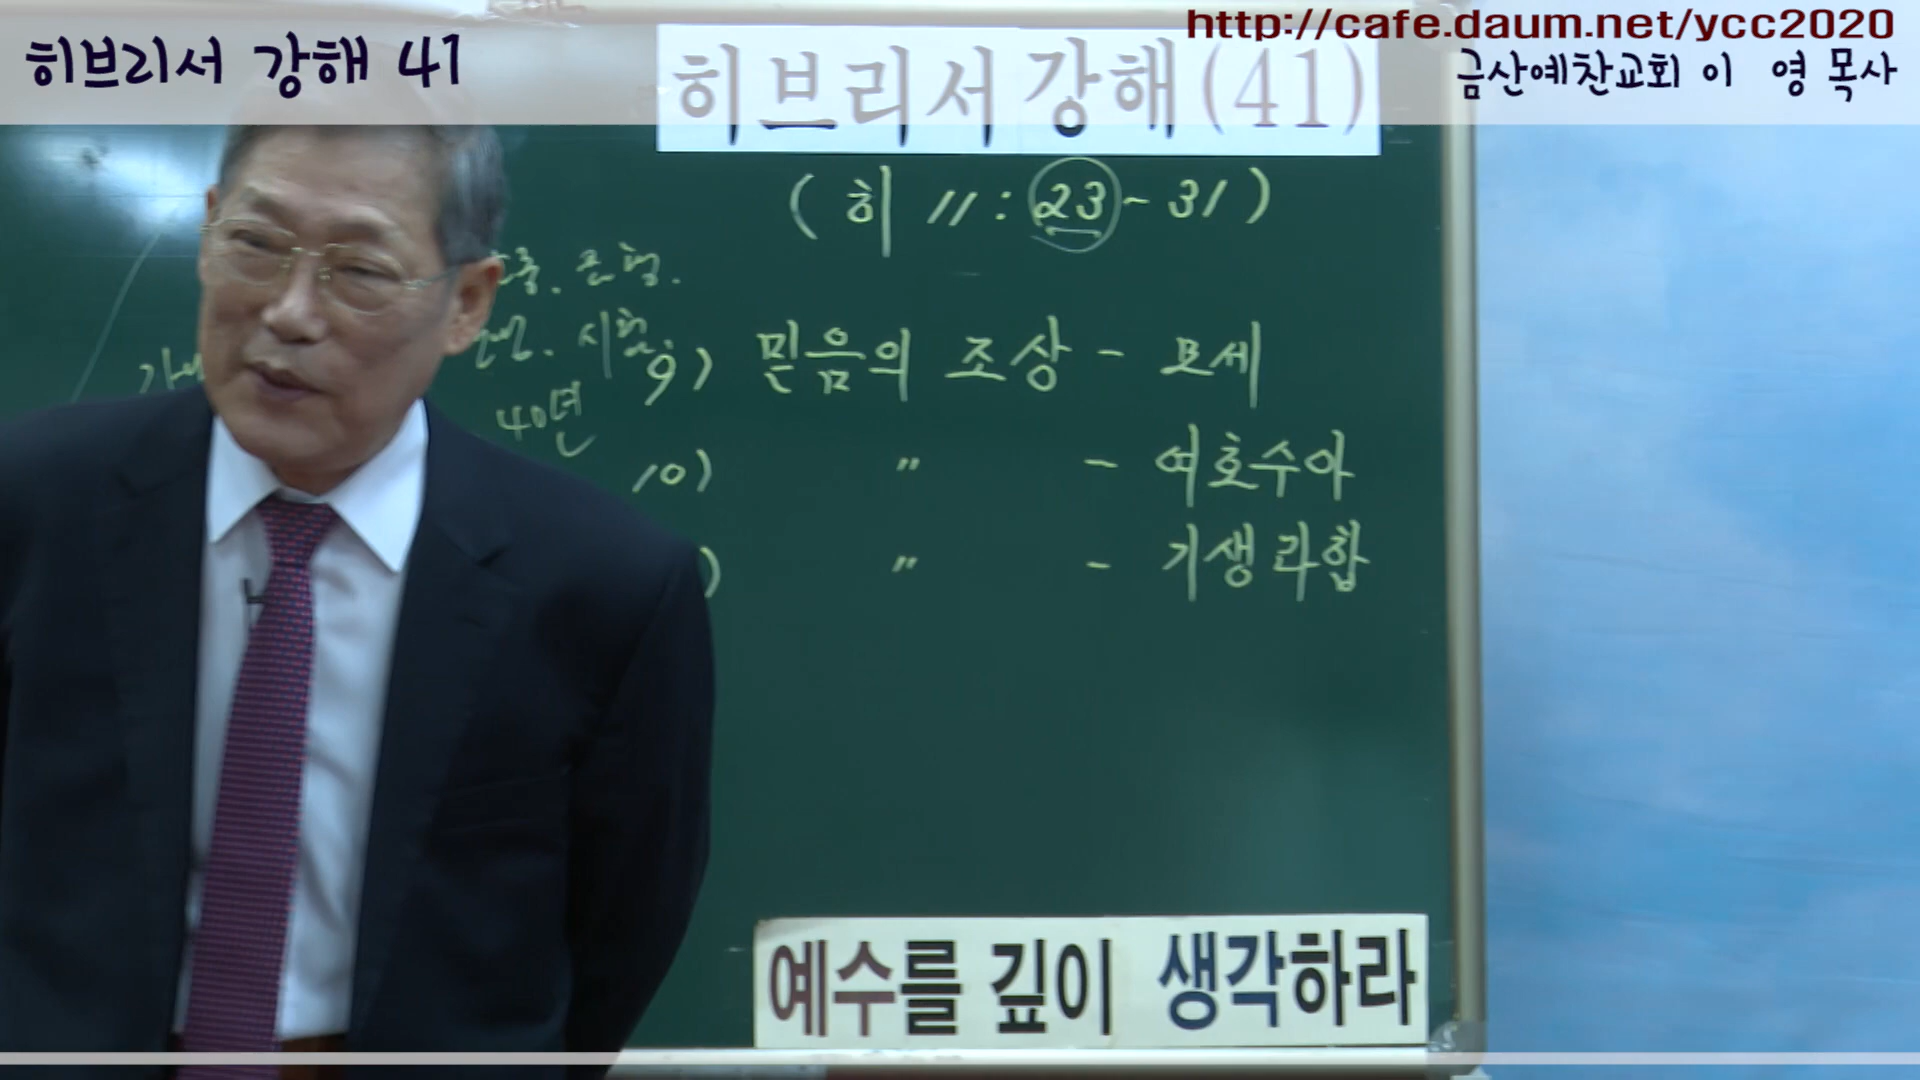 http://cafe.daum.net/ycc2020
히브리서 강해 41
금산예찬교회 이 영 목사
히브리서 강해 (41)
( 히 11 : 23 ~ 31 )
시험.
40년
9) 믿음의 조상 - 모세
10) 〃 - 여호수아
) 〃 - 기생 라합
예수를 깊이 생각하라